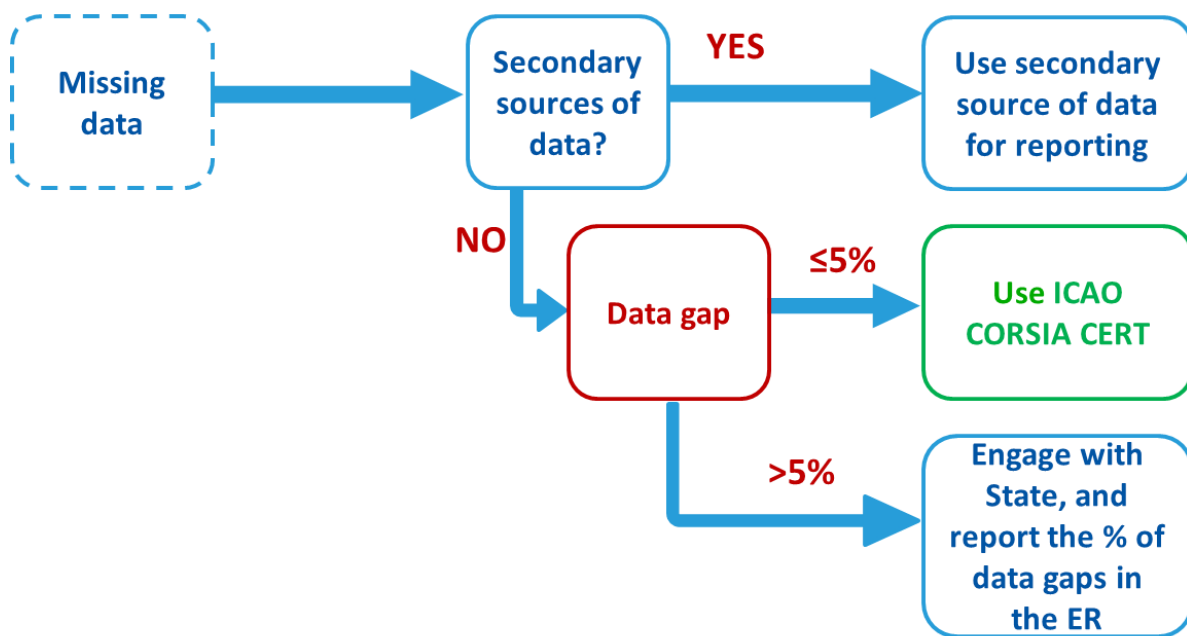 Missing
data
Secondary
sources of
data?
YES
Use secondary
source of data
for reporting
NO
Data gap
≤5%
Use ICAO
CORSIA CERT
>5%
Engage with
State, and
report the % of
data gaps in
the ER